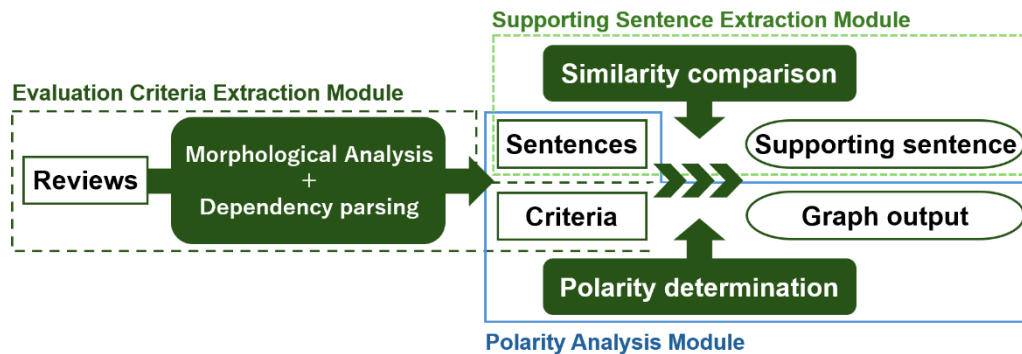 Supporting Sentence Extraction Module
Similarity comparison
Evaluation Criteria Extraction Module
Reviews
Morphological Analysis
+
Dependency parsing
Sentences
Supporting sentence
Criteria
Graph output
Polarity determination
Polarity Analysis Module